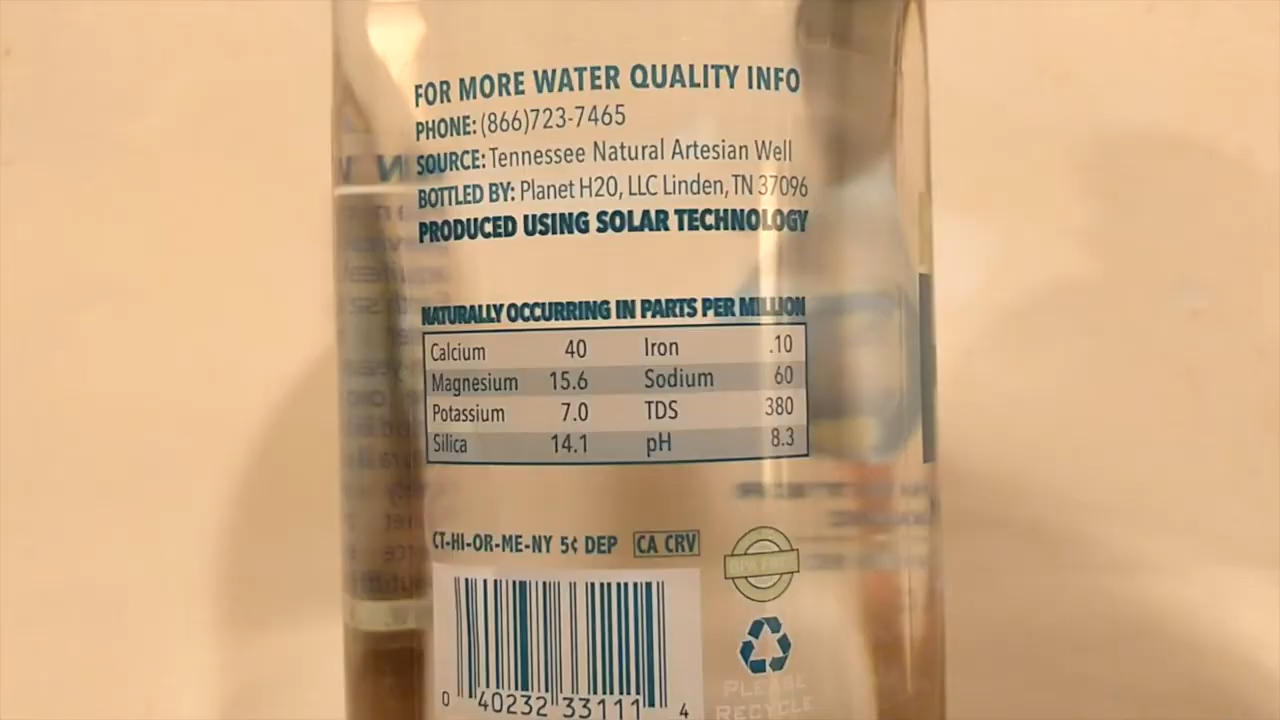 FOR MORE WATER QUALITY INFO
PHONE: (866)723-7465
SOURCE: Tennessee Natural Artesian Well
BOTTLED BY: Planet H20, LLC Linden, TN 37096
PRODUCED USING SOLAR TECHNOLOGY
NATURALLY OCCURRING IN PARTS PER MILLION
Calcium 40 Iron .10
Magnesium 15.6 Sodium 60
Potassium 7.0 TDS 380
Silica 14.1 pH 8.3
CT-HI-OR-ME-NY 5¢ DEP CA CRV
BPA FREE
0 40232 33111 4
PLEASE
RECYCLE